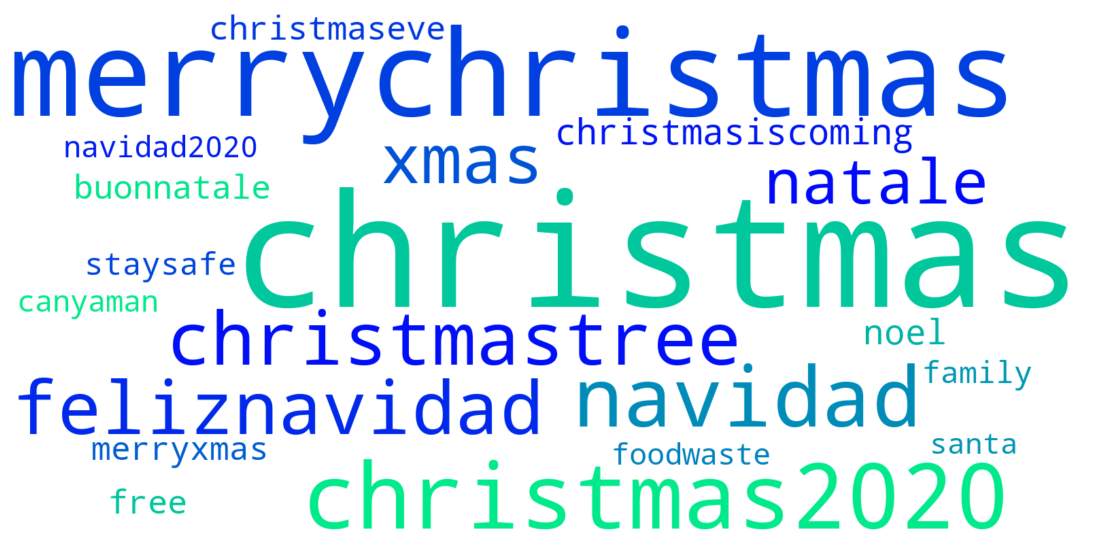 christmaseve
merrychristmas
christmasiscoming
navidad2020
xmas
natale
buonnatale
christmas
staysafe
canyaman
christmastree
noel
family
feliznavidad
navidad
merryxmas
foodwaste
santa
free
christmas2020